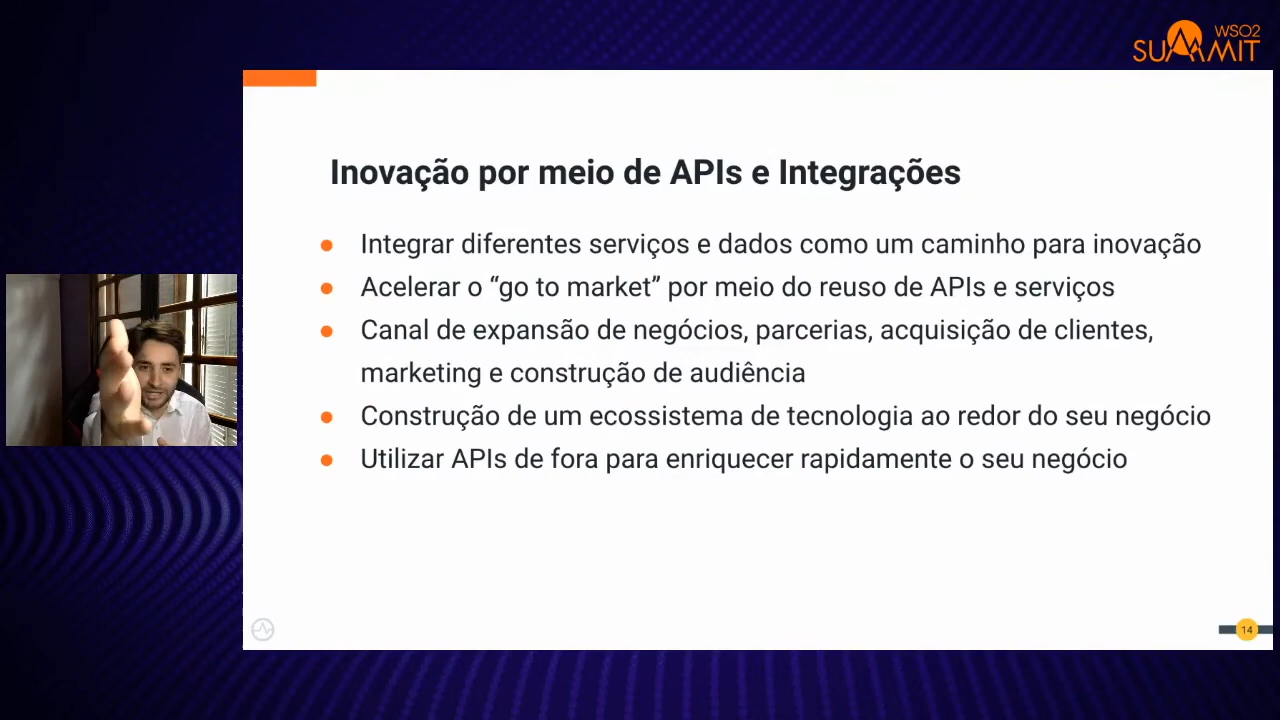 WSO2
SUMMIT
Inovação por meio de APIs e Integrações
● Integrar diferentes serviços e dados como um caminho para inovação
● Acelerar o “go to market” por meio do reuso de APIs e serviços
● Canal de expansão de negócios, parcerias, acquisição de clientes,
marketing e construção de audiência
● Construção de um ecossistema de tecnologia ao redor do seu negócio
● Utilizar APIs de fora para enriquecer rapidamente o seu negócio
14